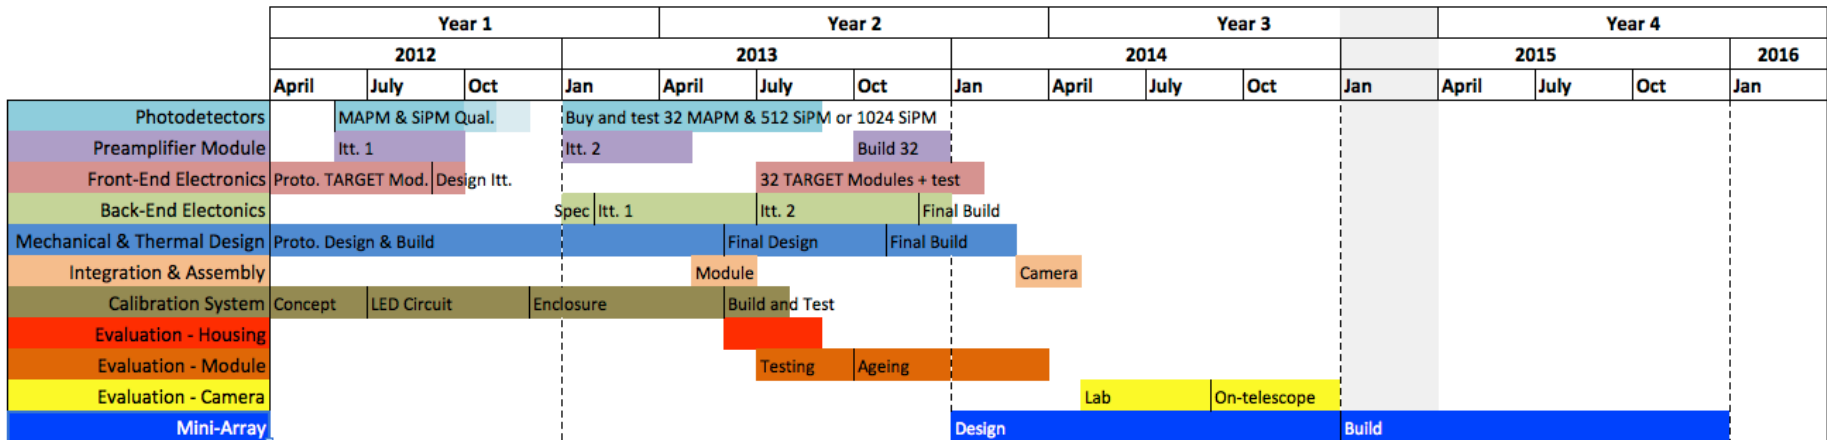 Year 1 Year 2 Year 3 Year 4
2012 2013 2014 2015 2016
April July Oct Jan April July Oct Jan April July Oct Jan April July Oct Jan
Photodetectors MAPM & SiPM Qual. Buy and test 32 MAPM & 512 SiPM or 1024 SiPM
Preamplifier Module Itt. 1 Itt. 2 Build 32
Front-End Electronics Proto. TARGET Mod. Design Itt. 32 TARGET Modules + test
Back-End Electonics Spec Itt. 1 Itt. 2 Final Build
Mechanical & Thermal Design Proto. Design & Build Final Design Final Build
Integration & Assembly Module Camera
Calibration System Concept LED Circuit Enclosure Build and Test
Evaluation - Housing
Evaluation - Module Testing Ageing
Evaluation - Camera Lab On-telescope
Mini-Array Design Build